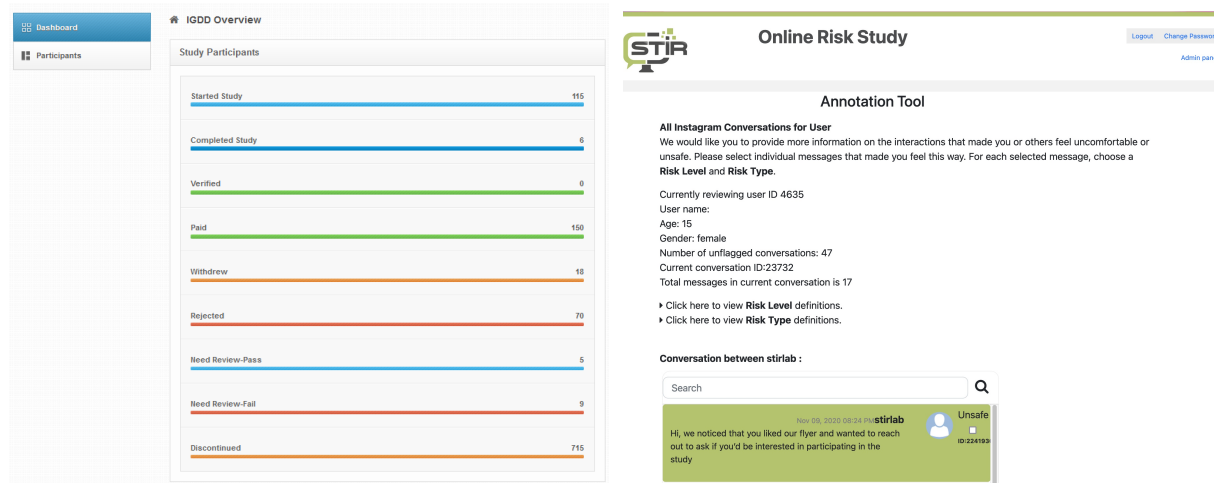 Dashboard
Participants
IGDD Overview
Study Participants
Started Study 115
Completed Study 6
Verified 0
Paid 150
Withdrew 18
Rejected 70
Need Review-Pass 5
Need Review-Fail 9
Discontinued 715
STIR
Online Risk Study
Logout Change Passwor
Admin pan
Annotation Tool
All Instagram Conversations for User
We would like you to provide more information on the interactions that made you or others feel uncomfortable or
unsafe. Please select individual messages that made you feel this way. For each selected message, choose a
Risk Level and Risk Type.
Currently reviewing user ID 4635
User name:
Age: 15
Gender: female
Number of unflagged conversations: 47
Current conversation ID:23732
Total messages in current conversation is 17
Click here to view Risk Level definitions.
Click here to view Risk Type definitions.
Conversation between stirlab :
Search
Nov 09, 2020 08:24 PM stirlab
Unsafe
Hi, we noticed that you liked our flyer and wanted to reach
out to ask if you'd be interested in participating in the
study
ID:224193